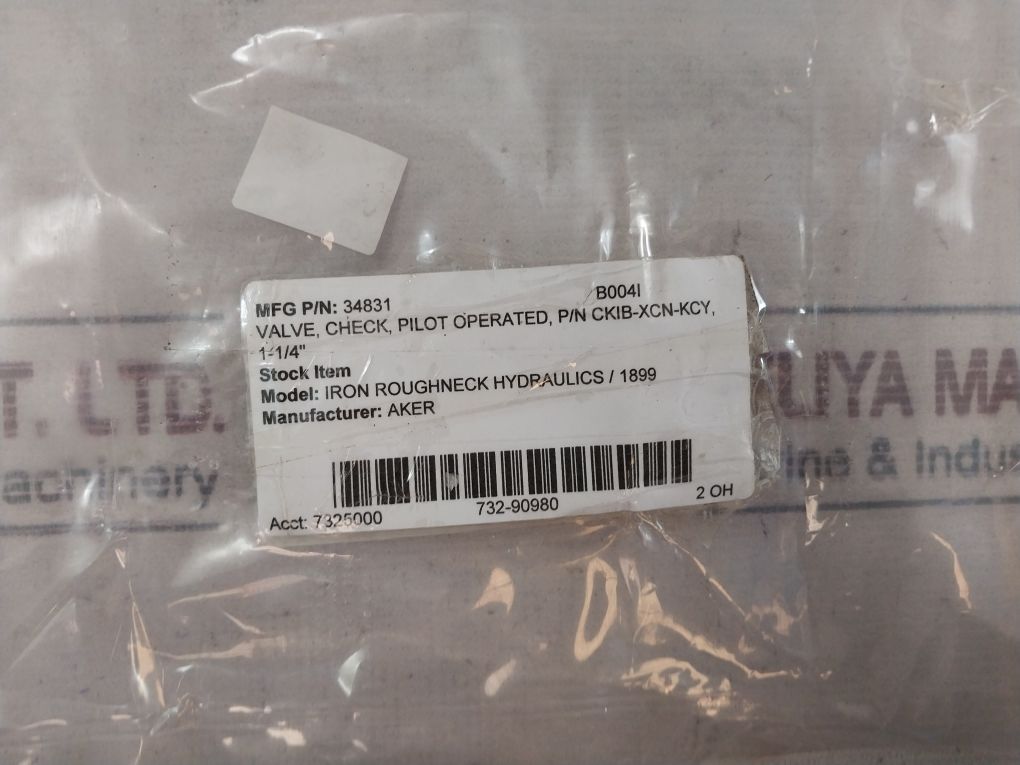 MFG P/N: 34831 B004I
VALVE, CHECK, PILOT OPERATED, P/N CKIB-XCN-KCY,
1-1/4"
Stock Item
Model: IRON ROUGHNECK HYDRAULICS / 1899
Manufacturer: AKER
732-90980
2 OH
Acct: 7325000
T. LTD.
UYA MA
achinery
ine & Indus